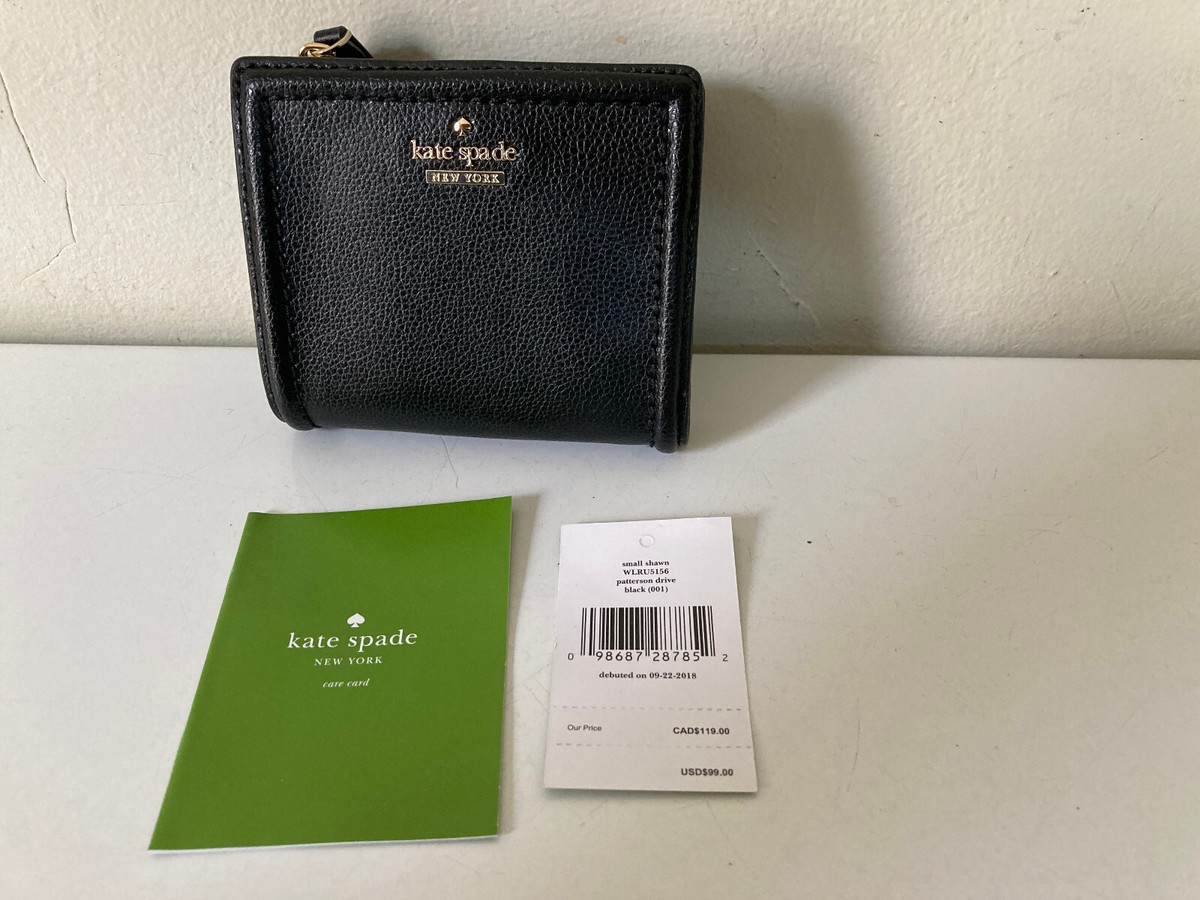 kate spade
NEW YORK
kate spade
NEW YORK
care card
small shawn
WLRU5156
patterson drive
black (001)
0 98687 28785 2
debuted on 09-22-2018
Our Price CAD$119.00
USD$99.00